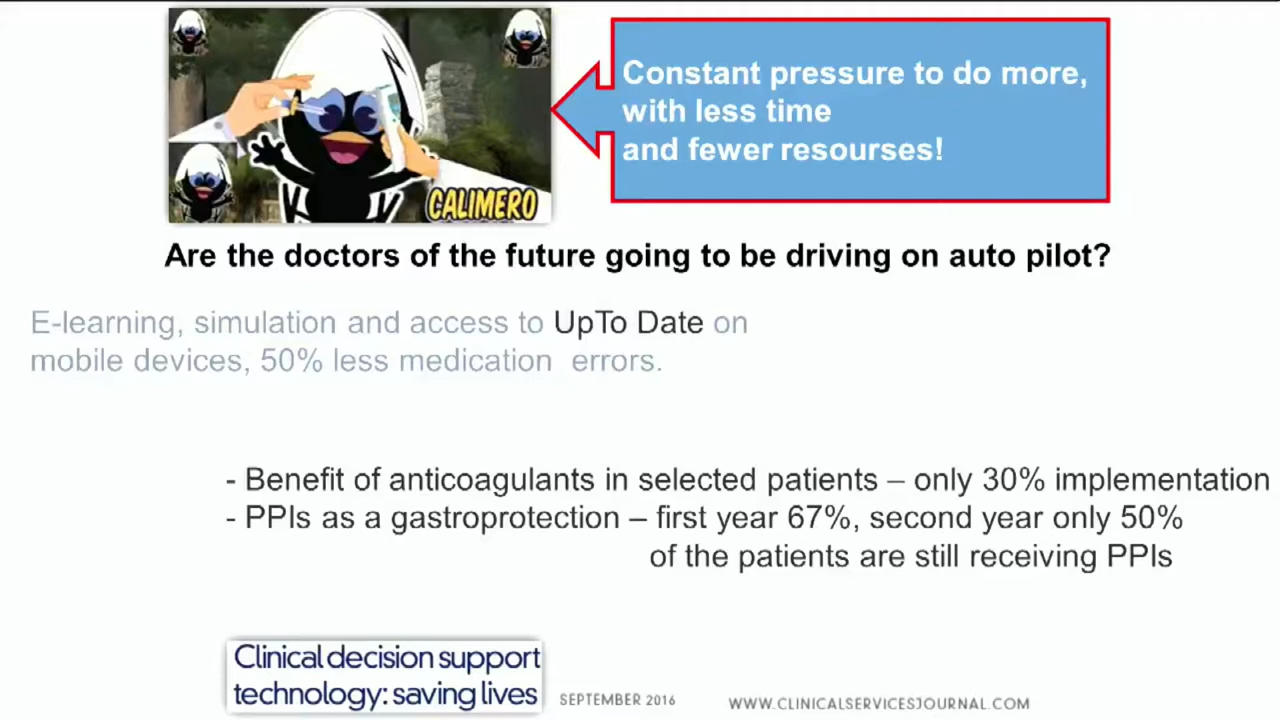 CALIMERO
Constant pressure to do more,
with less time
and fewer resourses!
Are the doctors of the future going to be driving on auto pilot?
E-learning, simulation and access to UpTo Date on
mobile devices, 50% less medication errors.
- Benefit of anticoagulants in selected patients – only 30% implementation
- PPIs as a gastroprotection – first year 67%, second year only 50%
of the patients are still receiving PPIs
Clinical decision support
technology: saving lives
SEPTEMBER 2016
WWW.CLINICALSERVICESJOURNAL.COM